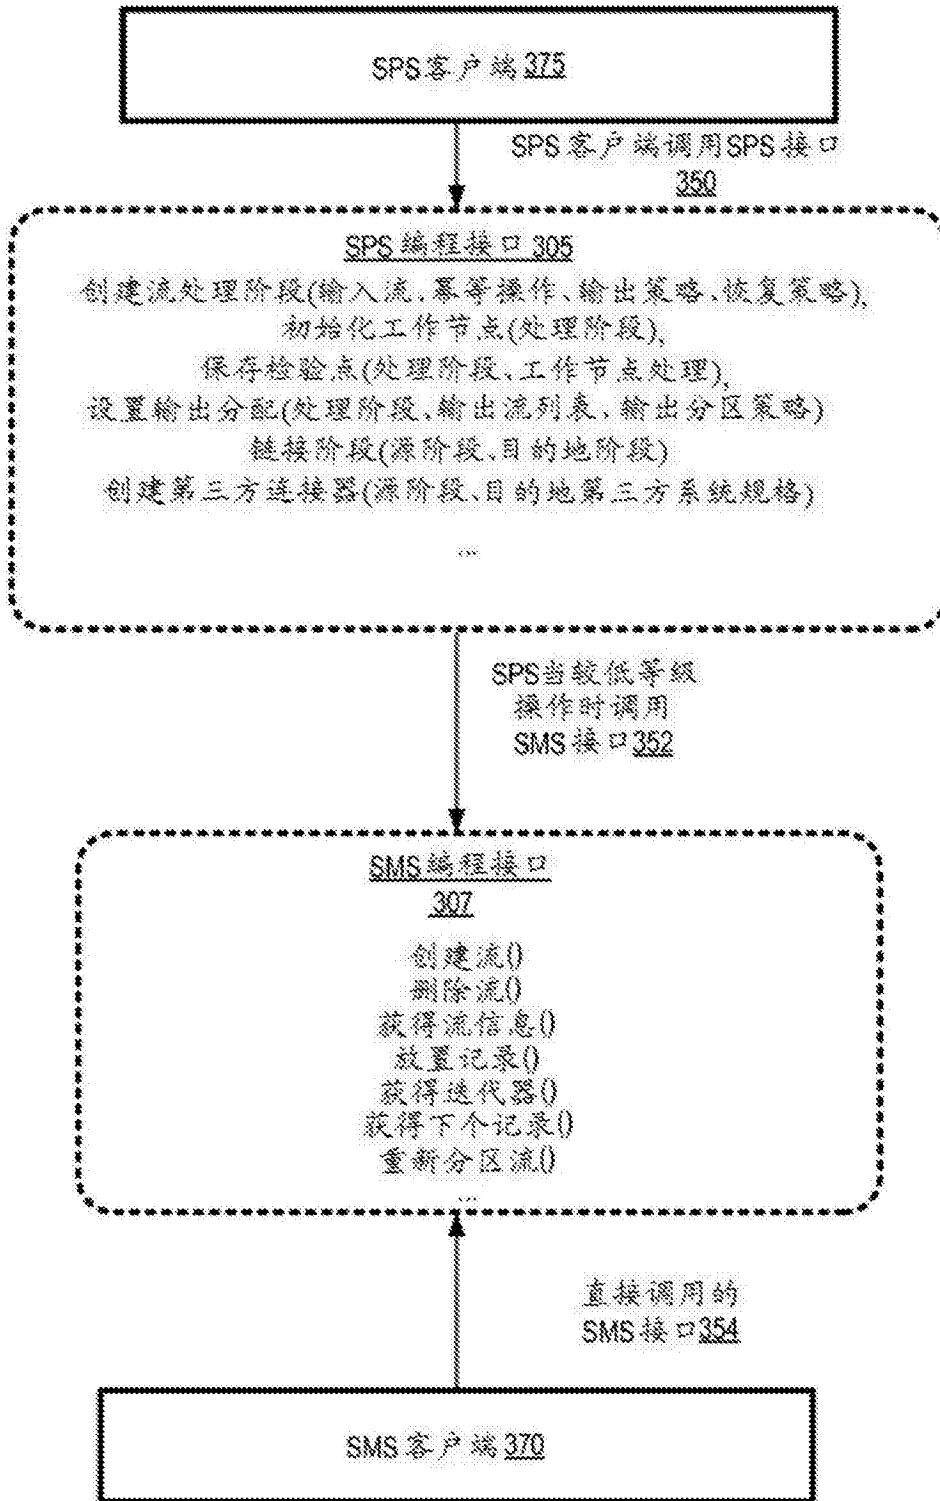 SPS客户端375
SPS客户端调用SPS接口
350
SPS编程接口305
创建流处理阶段(输入流、幂等操作、输出策略、恢复策略),
初始化工作节点(处理阶段),
保存检验点(处理阶段、工作节点处理),
设置输出分配(处理阶段、输出流列表、输出分区策略)
链接阶段(源阶段、目的地阶段)
创建第三方连接器(源阶段、目的地第三方系统规格)
...
SPS当较低等级
操作时调用
SMS接口352
SMS编程接口
307
创建流()
删除流()
获得流信息()
放置记录()
获得迭代器()
获得下个记录()
重新分区流()
...
直接调用的
SMS接口354
SMS客户端370